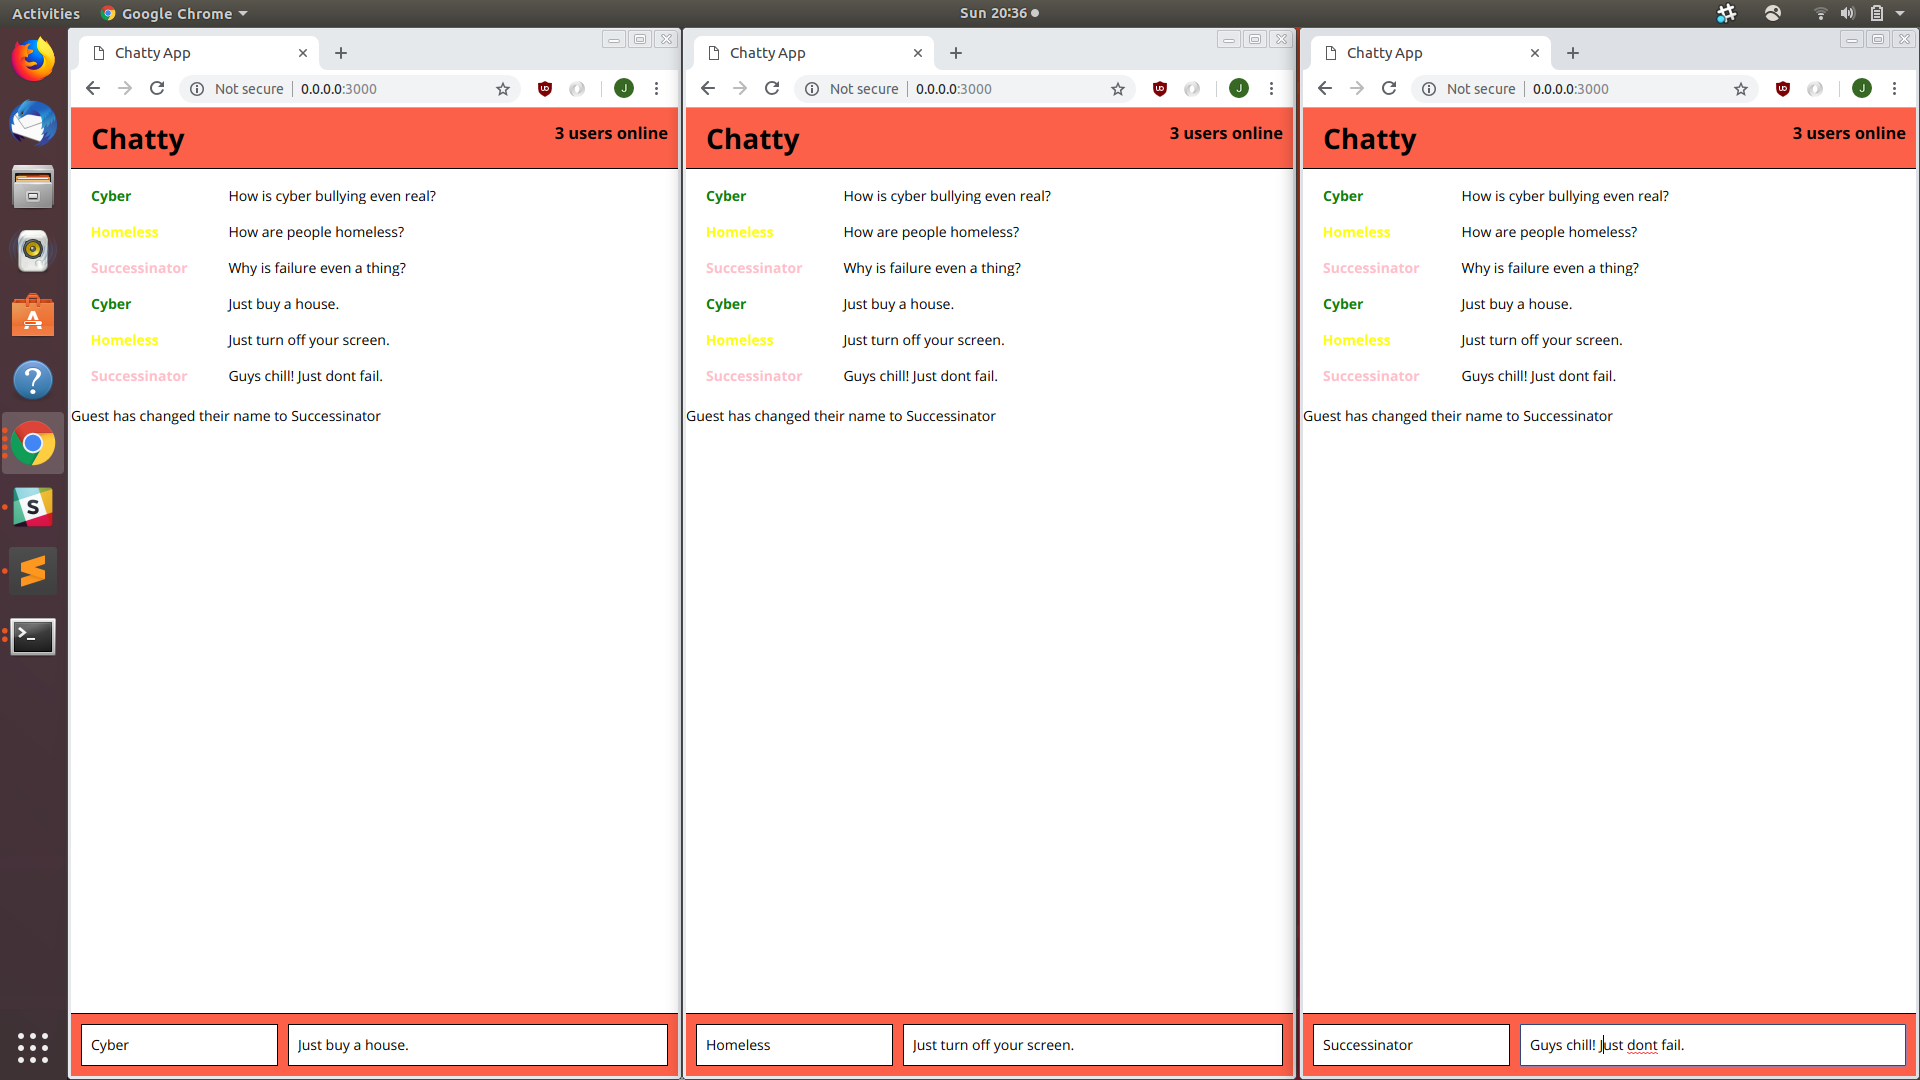 Activities Google Chrome Sun 20:36
Chatty App
Not secure 0.0.0.0:3000 J
Chatty 3 users online
Cyber How is cyber bullying even real?
Homeless How are people homeless?
Successinator Why is failure even a thing?
Cyber Just buy a house.
Homeless Just turn off your screen.
Successinator Guys chill! Just dont fail.
Guest has changed their name to Successinator
Cyber Just buy a house.
Chatty App
Not secure 0.0.0.0:3000 J
Chatty 3 users online
Cyber How is cyber bullying even real?
Homeless How are people homeless?
Successinator Why is failure even a thing?
Cyber Just buy a house.
Homeless Just turn off your screen.
Successinator Guys chill! Just dont fail.
Guest has changed their name to Successinator
Homeless Just turn off your screen.
Chatty App
Not secure 0.0.0.0:3000 J
Chatty 3 users online
Cyber How is cyber bullying even real?
Homeless How are people homeless?
Successinator Why is failure even a thing?
Cyber Just buy a house.
Homeless Just turn off your screen.
Successinator Guys chill! Just dont fail.
Guest has changed their name to Successinator
Successinator Guys chill! Just dont fail.